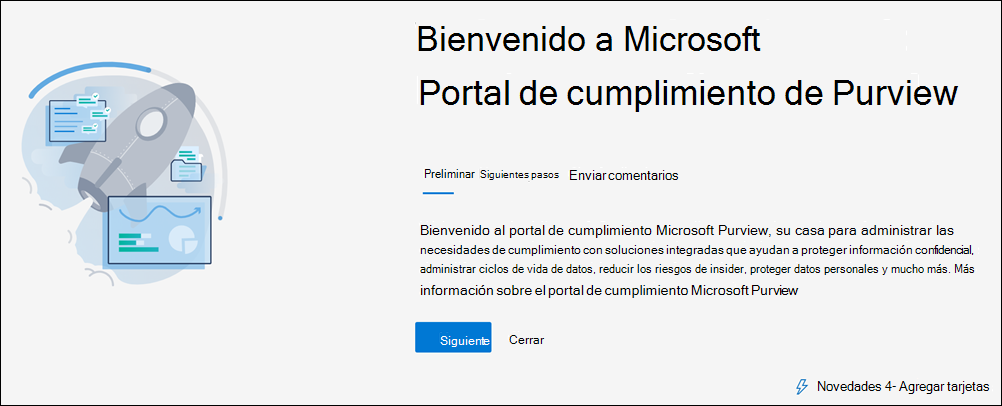 Bienvenido a Microsoft
Portal de cumplimiento de Purview
Preliminar Siguientes pasos Enviar comentarios
Bienvenido al portal de cumplimiento Microsoft Purview, su casa para administrar las
necesidades de cumplimiento con soluciones integradas que ayudan a proteger información confidencial,
administrar ciclos de vida de datos, reducir los riesgos de insider, proteger datos personales y mucho más. Más
información sobre el portal de cumplimiento Microsoft Purview
Siguiente Cerrar
Novedades 4- Agregar tarjetas